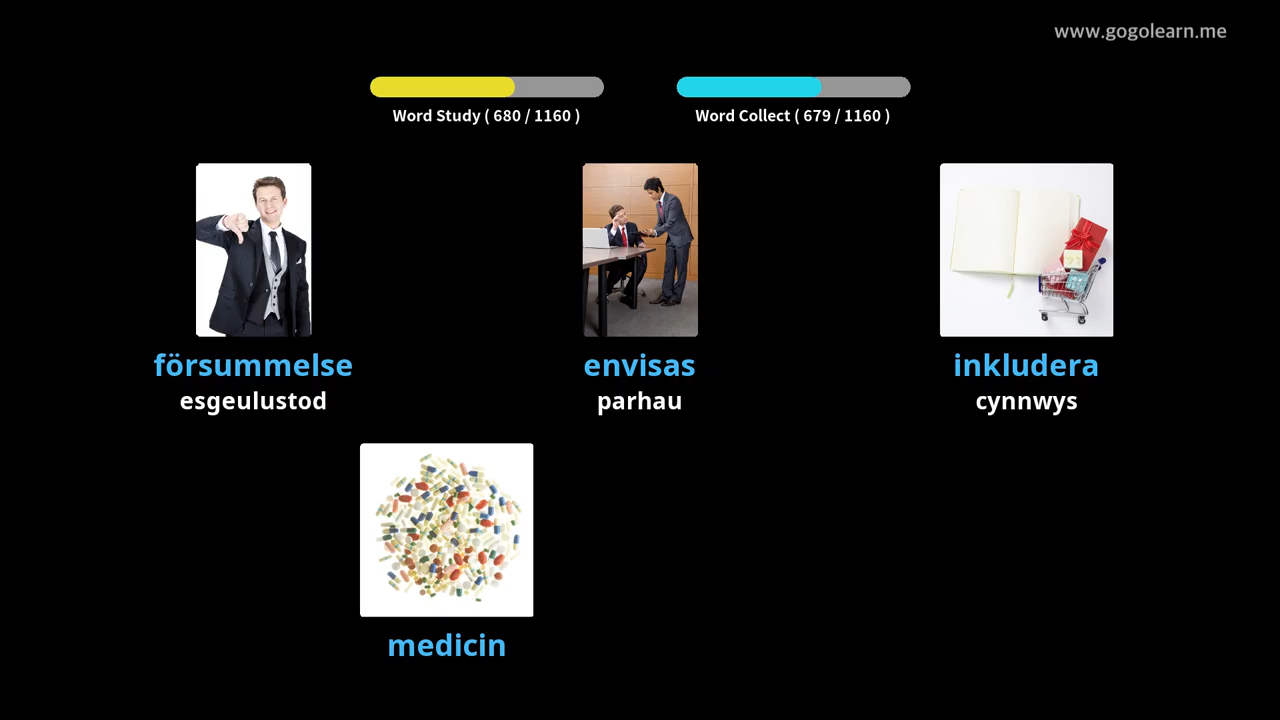 www.gogolearn.me
Word Study ( 680 / 1160 )
Word Collect ( 679 / 1160 )
försummelse
esgeulustod
envisas
parhau
inkludera
cynnwys
medicin